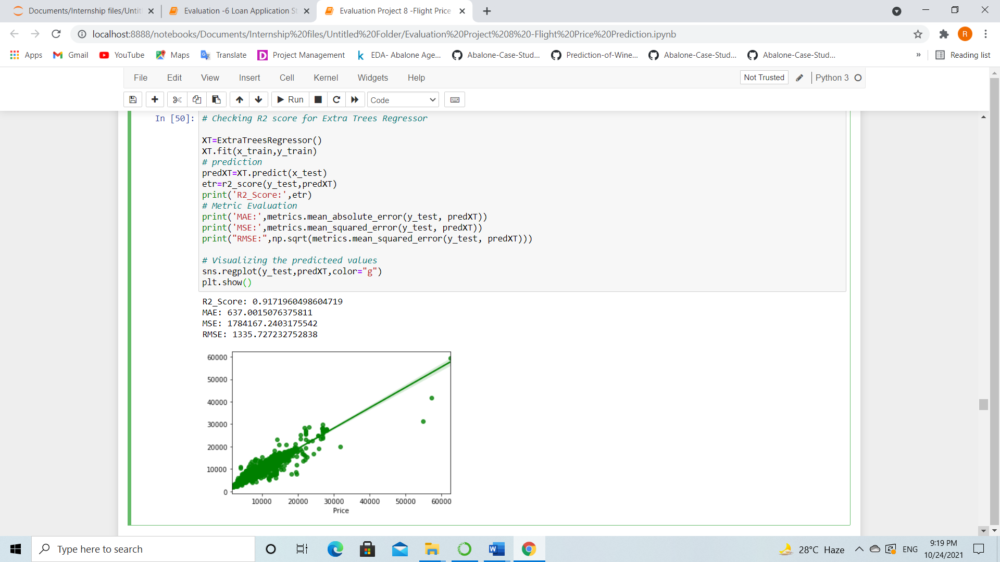 Documents/Internship files/Untit
Evaluation -6 Loan Application St
Evaluation Project 8 -Flight Price
localhost:8888/notebooks/Documents/Internship%20files/Untitled%20Folder/Evaluation%20Project%208%20-Flight%20Price%20Prediction.ipynb
R
Apps
Gmail
YouTube
Maps
Translate
Project Management
EDA- Abalone Age...
Abalone-Case-Stud...
Prediction-of-Wine...
Abalone-Case-Stud...
Abalone-Case-Stud...
»
Reading list
File Edit View Insert Cell Kernel Widgets Help
Not Trusted
Python 3
Run
Code
In [50]:
# Checking R2 score for Extra Trees Regressor
XT=ExtraTreesRegressor()
XT.fit(x_train,y_train)
# prediction
predXT=XT.predict(x_test)
etr=r2_score(y_test,predXT)
print('R2_Score:',etr)
# Metric Evaluation
print('MAE:',metrics.mean_absolute_error(y_test, predXT))
print('MSE:',metrics.mean_squared_error(y_test, predXT))
print("RMSE:",np.sqrt(metrics.mean_squared_error(y_test, predXT)))
# Visualizing the predicteed values
sns.regplot(y_test,predXT,color="g")
plt.show()
R2_Score: 0.9171960498604719
MAE: 637.0015076375811
MSE: 1784167.2403175542
RMSE: 1335.727232752838
60000
50000
40000
30000
20000
10000
0
10000 20000 30000 40000 50000 60000
Price
Type here to search
28°C Haze
ENG
9:19 PM
10/24/2021